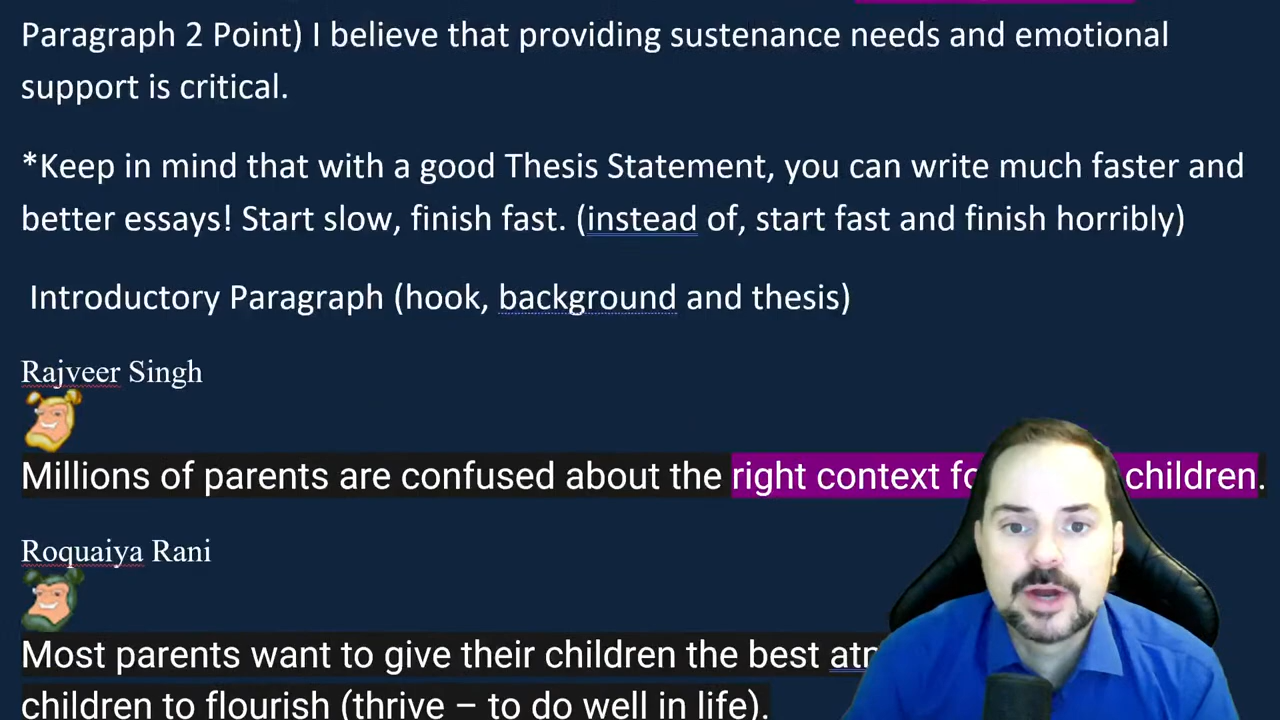 Paragraph 2 Point) I believe that providing sustenance needs and emotional
support is critical.
*Keep in mind that with a good Thesis Statement, you can write much faster and
better essays! Start slow, finish fast. (instead of, start fast and finish horribly)
Introductory Paragraph (hook, background and thesis)
Rajveer Singh
Millions of parents are confused about the right context children.
Roquaiya Rani
Most parents want to give their children the best
children to flourish (thrive – to do well in life).